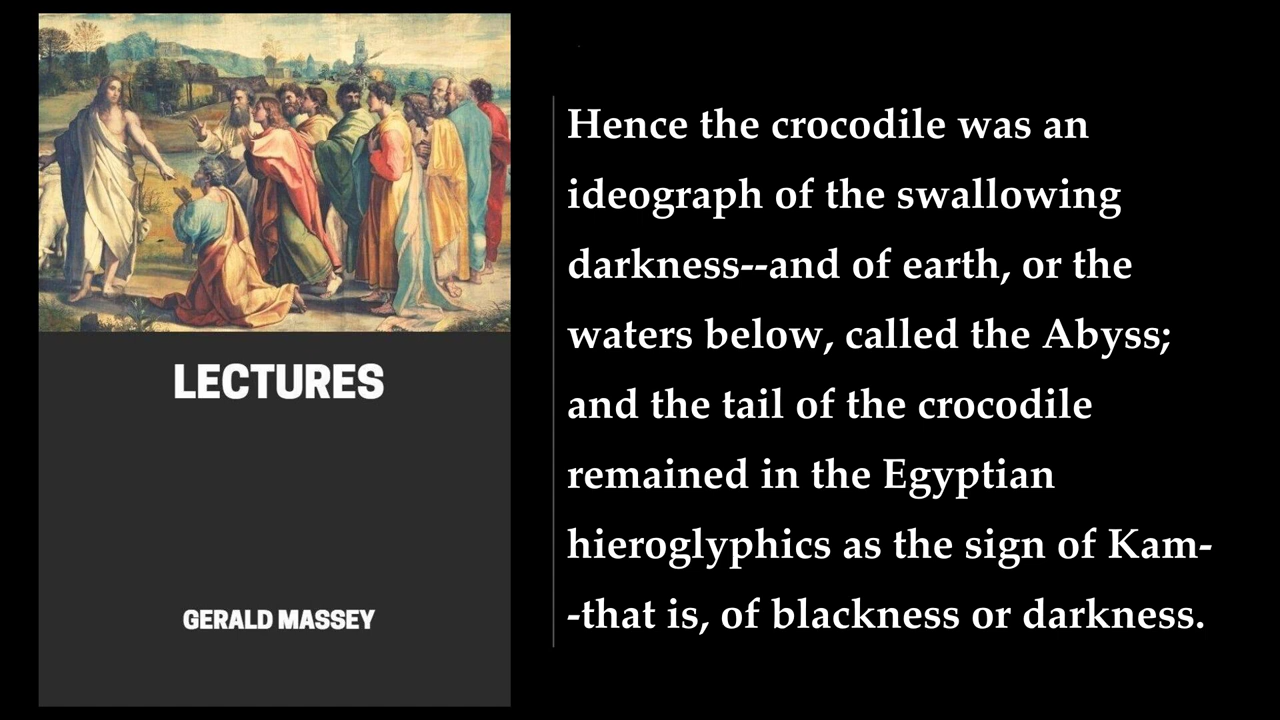 LECTURES
GERALD MASSEY
Hence the crocodile was an
ideograph of the swallowing
darkness--and of earth, or the
waters below, called the Abyss;
and the tail of the crocodile
remained in the Egyptian
hieroglyphics as the sign of Kam-
-that is, of blackness or darkness.